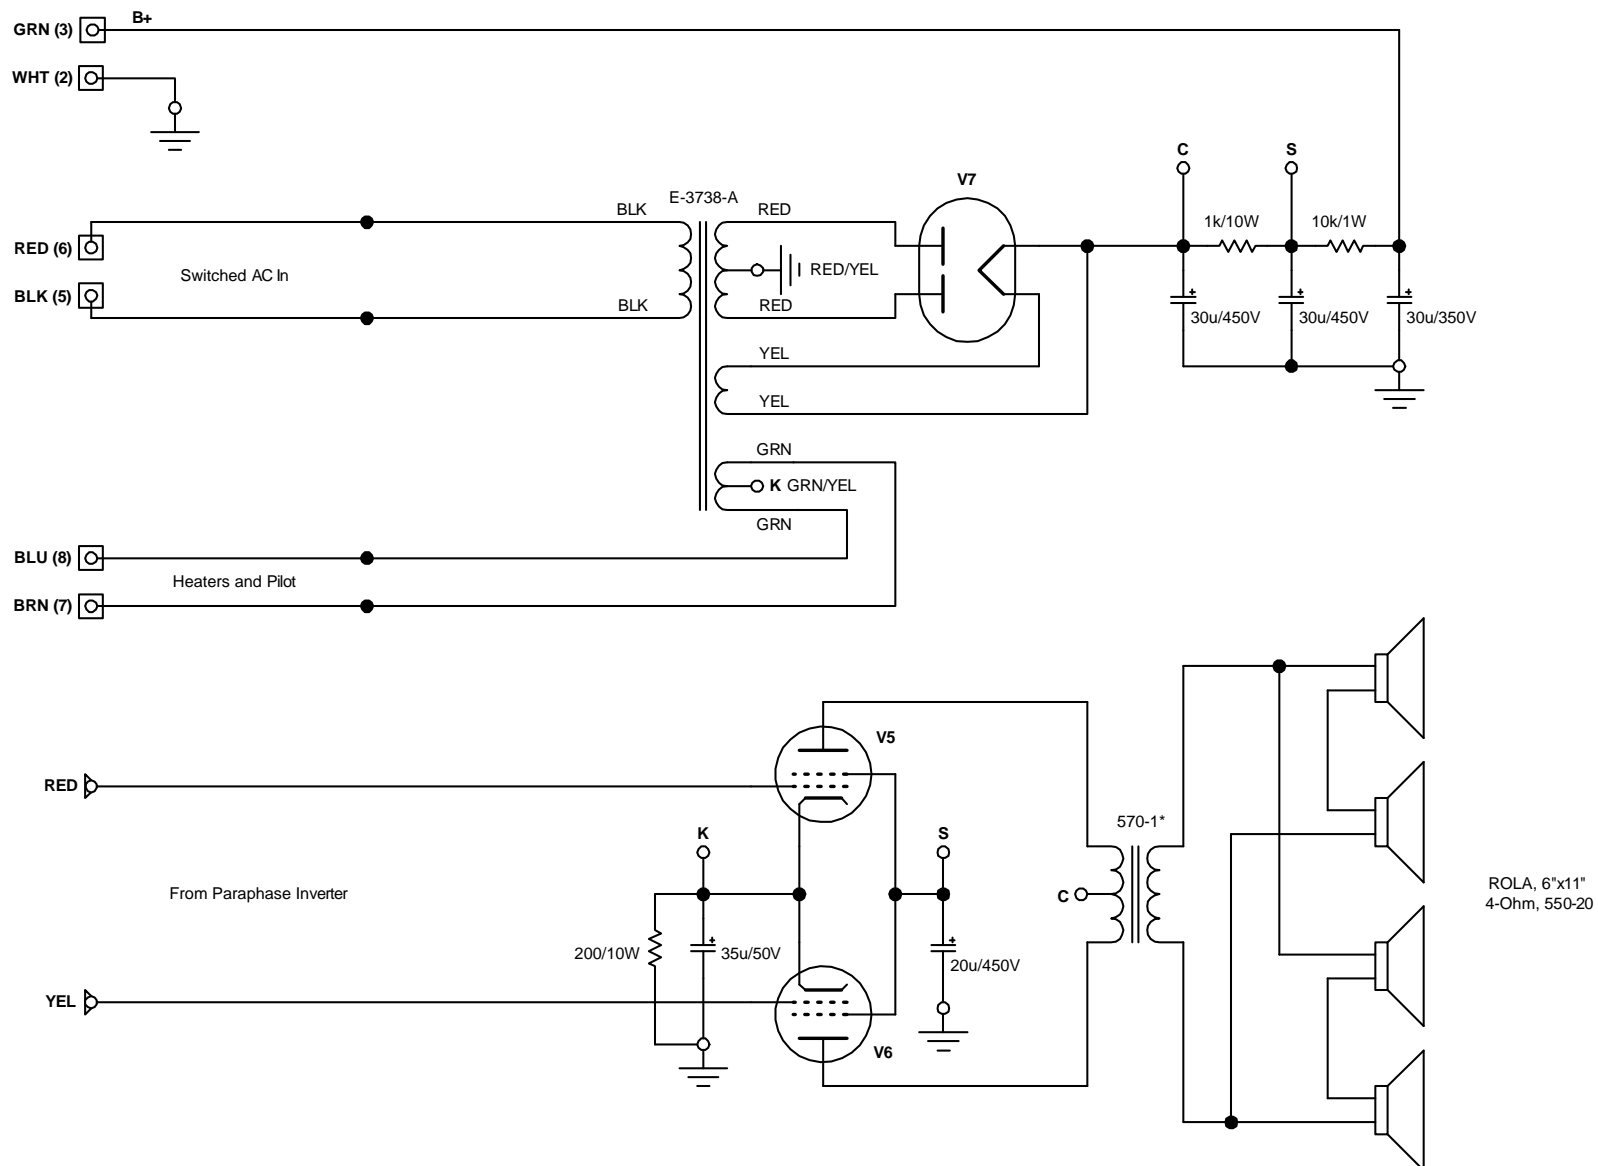 B+
GRN (3)
WHT (2)
C
S
V7
E-3738-A
BLK
RED
1k/10W
10k/1W
RED (6)
Switched AC In
RED/YEL
BLK (5)
BLK
RED
30u/450V
30u/450V
30u/350V
YEL
YEL
GRN
K GRN/YEL
GRN
BLU (8)
Heaters and Pilot
BRN (7)
V5
RED
570-1*
K
S
From Paraphase Inverter
C
ROLA, 6"x11"
4-Ohm, 550-20
200/10W
35u/50V
20u/450V
YEL
V6